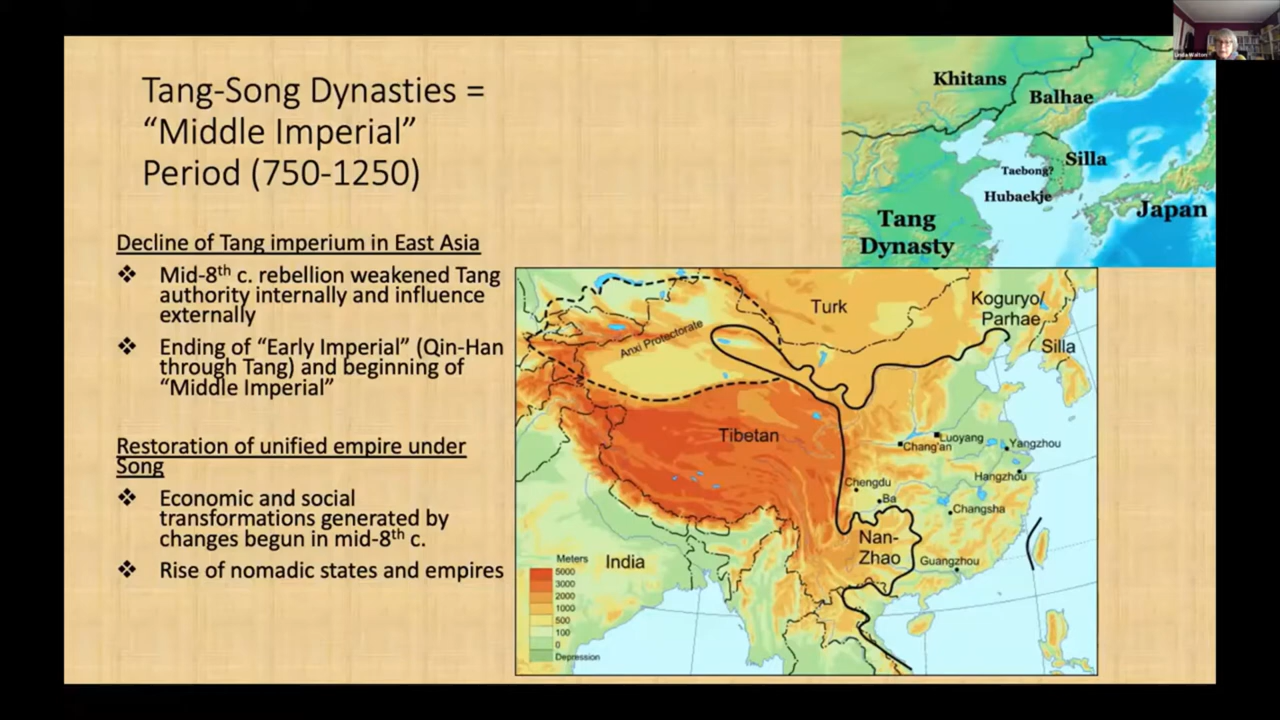 Tang-Song Dynasties =
“Middle Imperial”
Period (750-1250)
Decline of Tang imperium in East Asia
❖ Mid-8th c. rebellion weakened Tang
authority internally and influence
externally
❖ Ending of “Early Imperial” (Qin-Han
through Tang) and beginning of
“Middle Imperial”
Restoration of unified empire under
Song
❖ Economic and social
transformations generated by
changes begun in mid-8th c.
❖ Rise of nomadic states and empires
Linda Walton
Khitans
Balhae
Silla
Taebong?
Hubaekje
Japan
Tang
Dynasty
Turk
Koguryo/
Parhae
Silla
Anxi Protectorate
Tibetan
Luoyang
Chang'an
Yangzhou
Hangzhou
Chengdu
Ba
Changsha
Nan-
Zhao
Guangzhou
India
Meters
5000
3000
2000
1000
500
100
0
Depression